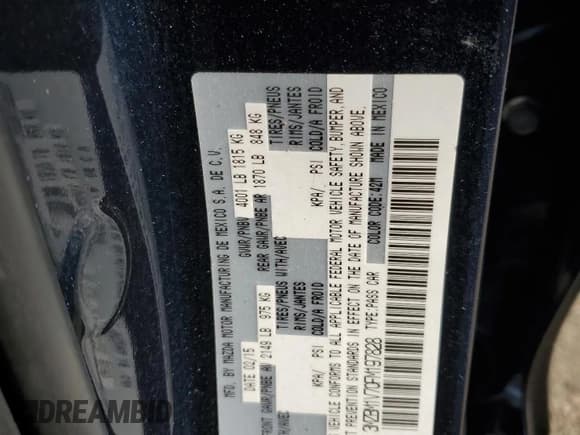 MFD. BY MAZDA MOTOR MANUFACTURING DE MEXICO S.A. DE C.V.
DATE 02/15 GVWR/PNBV 4001 LB 1815 KG
FRONT GAWR/PNBE AV 2149 LB 975 KG REAR GAWR/PNBE AR 1870 LB 848 KG
WITH/AVEC TIRES/PNEUS WITH/AVEC TIRES/PNEUS
RIMS/JANTES RIMS/JANTES
KPA/ PSI COLD/A FROID KPA/ PSI COLD/A FROID
VEHICLE CONFORMS TO ALL APPLICABLE FEDERAL MOTOR VEHICLE SAFETY, BUMPER, AND
PREVENTION STANDARDS IN EFFECT ON THE DATE OF MANUFACTURE SHOWN ABOVE.
TYPE:PASS CAR COLOR CODE:42M MADE IN MEXICO
3MZBM1V70FM197828
DREAMBID